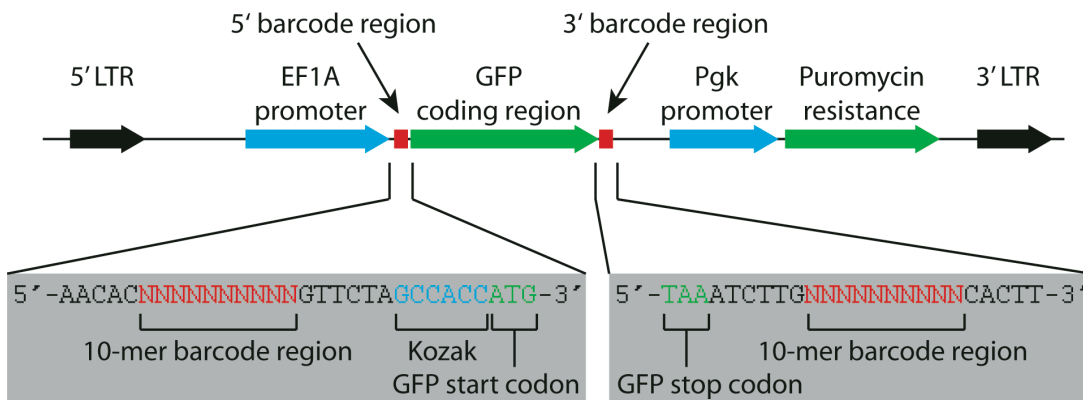 5‘ barcode region
3‘ barcode region
5’ LTR
EF1A promoter
GFP coding region
Pgk promoter
Puromycin resistance
3’ LTR
5´-AACACNNNNNNNNNNGTTCTAGCCACCATG-3´
5´-TAAATCTTGNNNNNNNNNNCACTT-3´
10-mer barcode region
Kozak
GFP start codon
GFP stop codon
10-mer barcode region